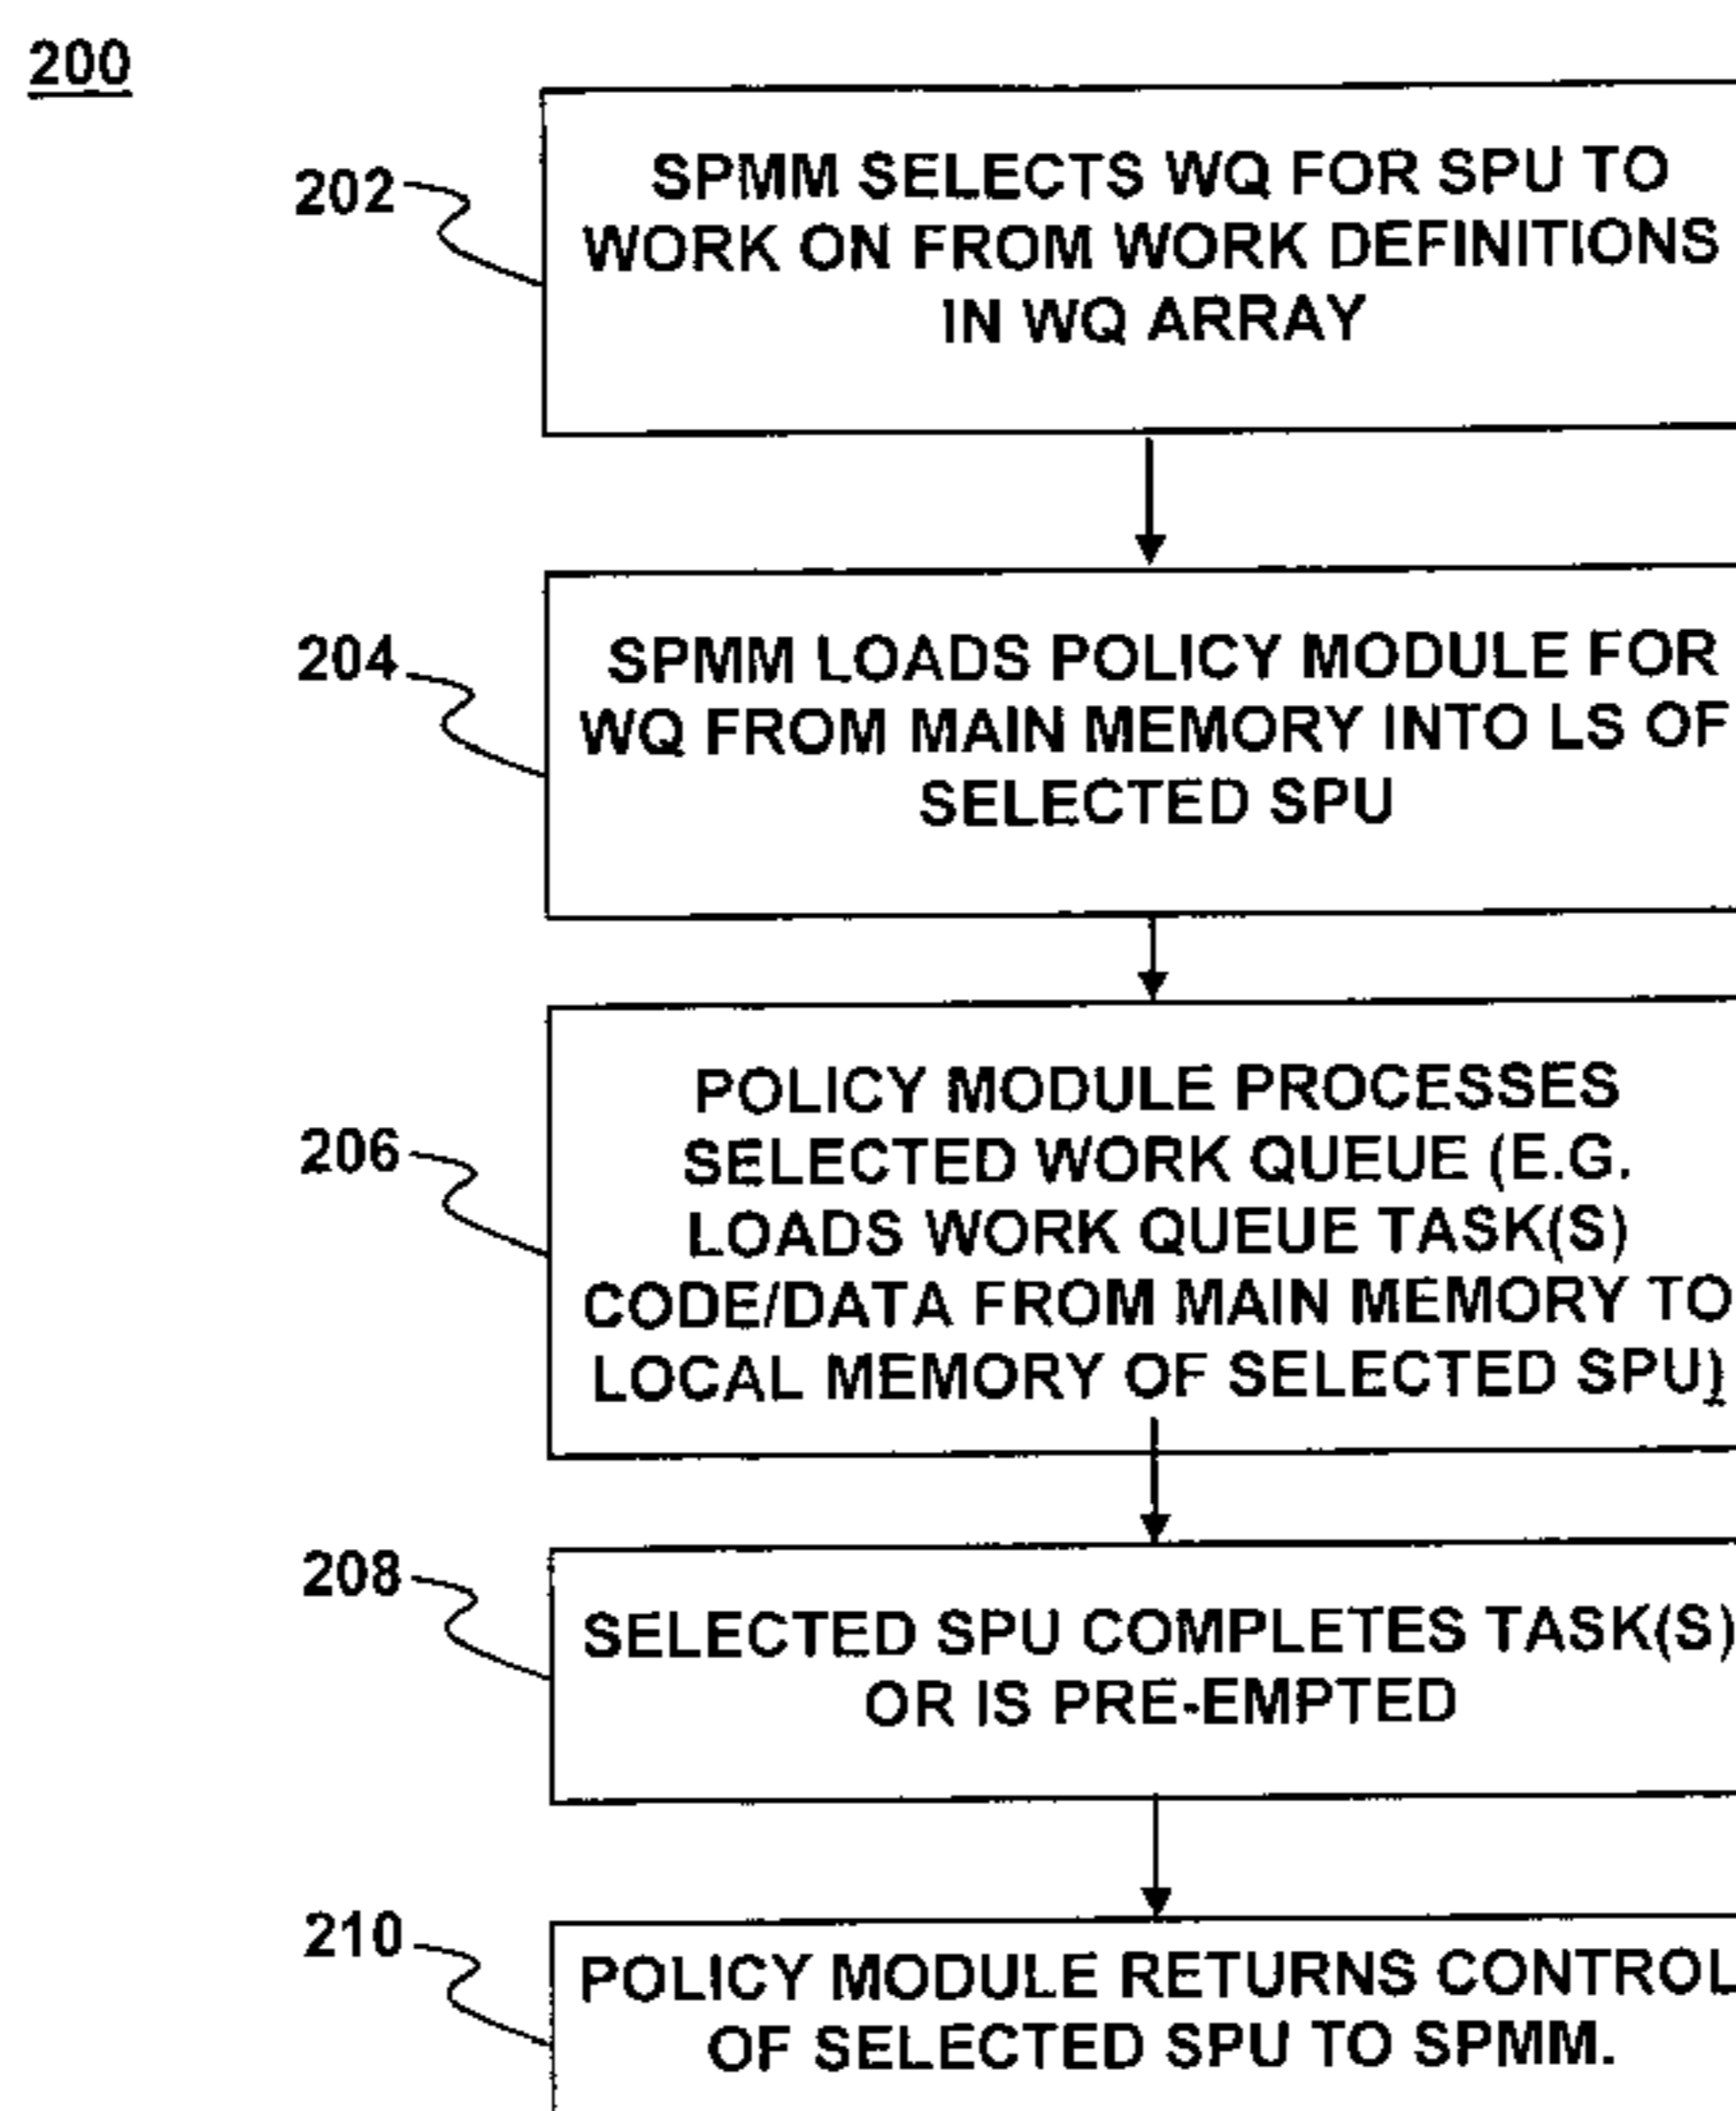 200
202
SPMM SELECTS WQ FOR SPU TO
WORK ON FROM WORK DEFINITIONS
IN WQ ARRAY
204
SPMM LOADS POLICY MODULE FOR
WQ FROM MAIN MEMORY INTO LS OF
SELECTED SPU
206
POLICY MODULE PROCESSES
SELECTED WORK QUEUE (E.G.
LOADS WORK QUEUE TASK(S)
CODE/DATA FROM MAIN MEMORY TO
LOCAL MEMORY OF SELECTED SPU)
208
SELECTED SPU COMPLETES TASK(S)
OR IS PRE-EMPTED
210
POLICY MODULE RETURNS CONTROL
OF SELECTED SPU TO SPMM.